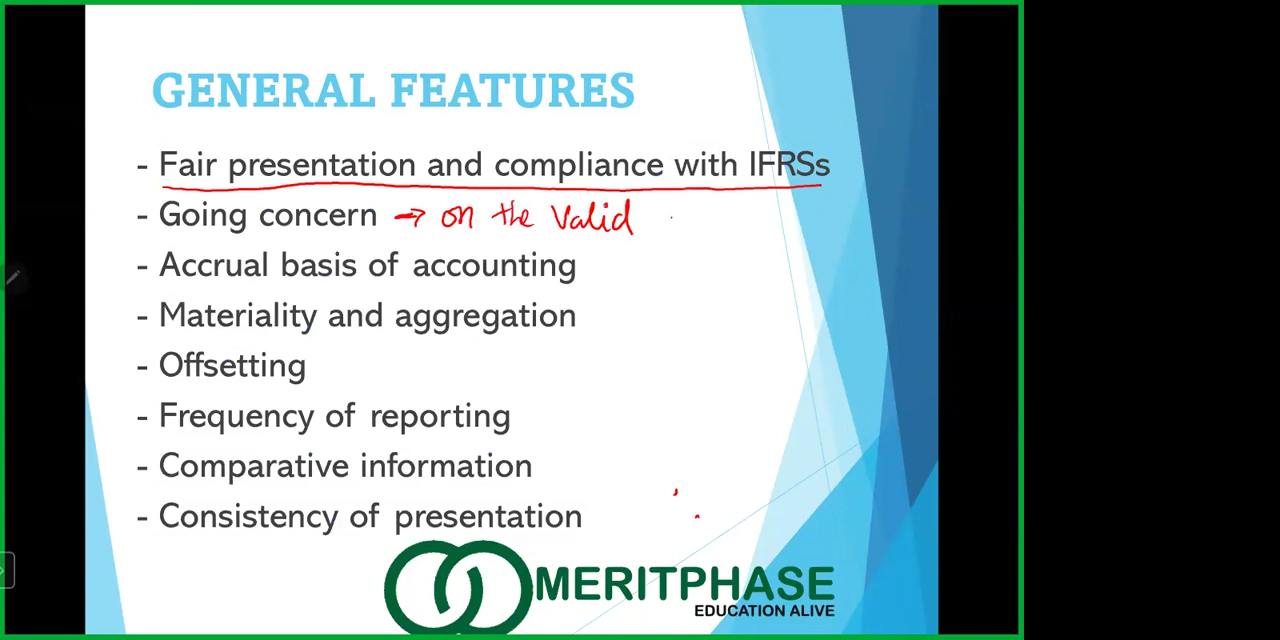 GENERAL FEATURES
- Fair presentation and compliance with IFRSs
- Going concern → on the valid
- Accrual basis of accounting
- Materiality and aggregation
- Offsetting
- Frequency of reporting
- Comparative information
- Consistency of presentation
MERITPHASE
EDUCATION ALIVE